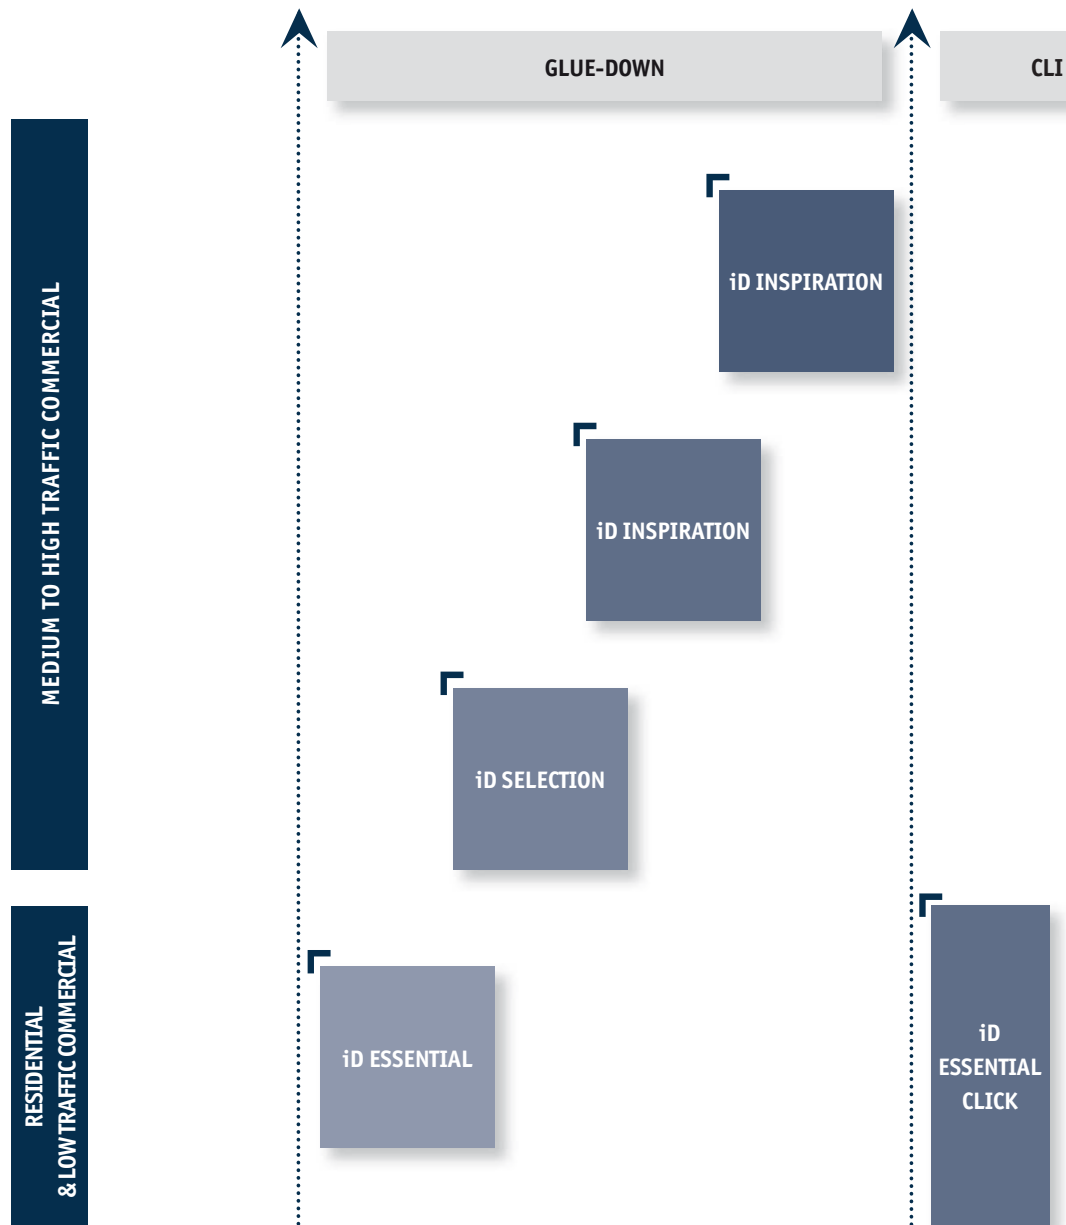 GLUE-DOWN
CLI
MEDIUM TO HIGH TRAFFIC COMMERCIAL
iD INSPIRATION
iD INSPIRATION
iD SELECTION
RESIDENTIAL
& LOW TRAFFIC COMMERCIAL
iD ESSENTIAL
iD
ESSENTIAL
CLICK